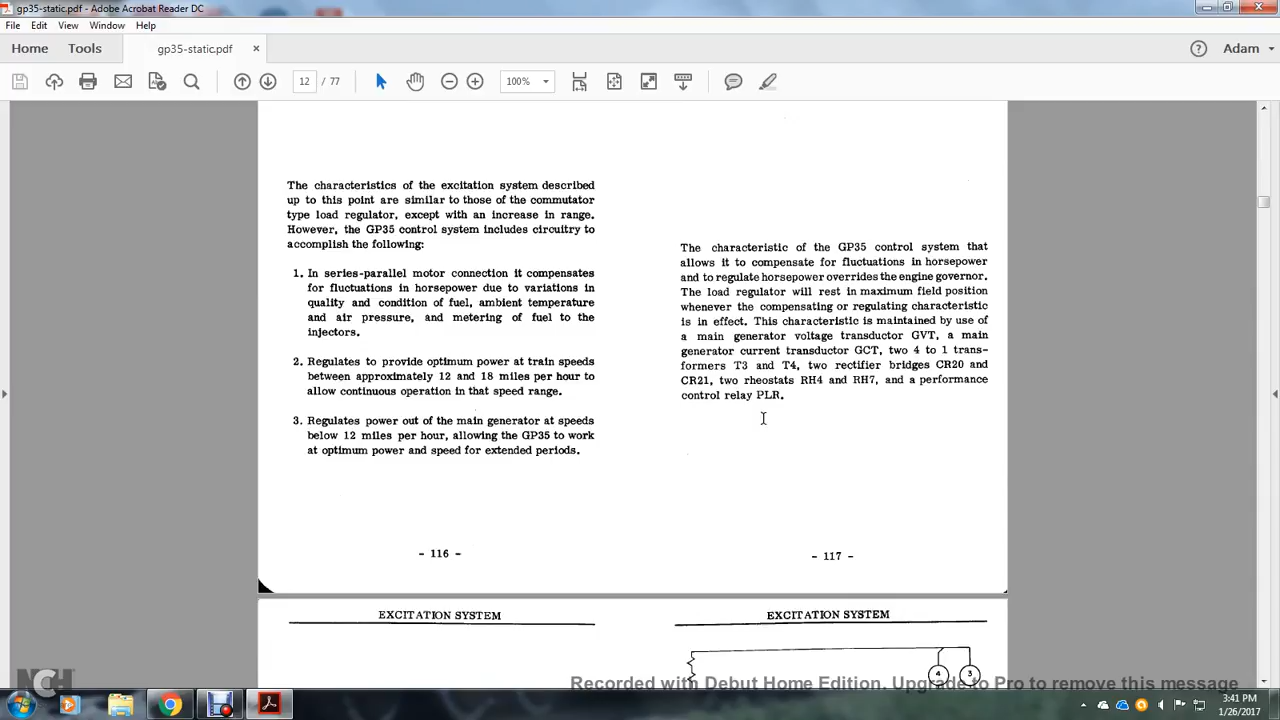 gp35-static.pdf - Adobe Acrobat Reader DC
File Edit View Window Help
Home Tools gp35-static.pdf × ? Adam
12 / 77 100%
The characteristics of the excitation system described
up to this point are similar to those of the commutator
type load regulator, except with an increase in range.
However, the GP35 control system includes circuitry to
accomplish the following:
1. In series-parallel motor connection it compensates
for fluctuations in horsepower due to variations in
quality and condition of fuel, ambient temperature
and air pressure, and metering of fuel to the
injectors.
2. Regulates to provide optimum power at train speeds
between approximately 12 and 18 miles per hour to
allow continuous operation in that speed range.
3. Regulates power out of the main generator at speeds
below 12 miles per hour, allowing the GP35 to work
at optimum power and speed for extended periods.
- 116 -
The characteristic of the GP35 control system that
allows it to compensate for fluctuations in horsepower
and to regulate horsepower overrides the engine governor.
The load regulator will rest in maximum field position
whenever the compensating or regulating characteristic
is in effect. This characteristic is maintained by use of
a main generator voltage transductor GVT, a main
generator current transductor GCT, two 4 to 1 trans-
formers T3 and T4, two rectifier bridges CR20 and
CR21, two rheostats RH4 and RH7, and a performance
control relay PLR.
- 117 -
EXCITATION SYSTEM
EXCITATION SYSTEM
4 3
NCH
Recorded with Debut Home Edition. Upgrade to Pro to remove this message
3:41 PM
1/26/2017